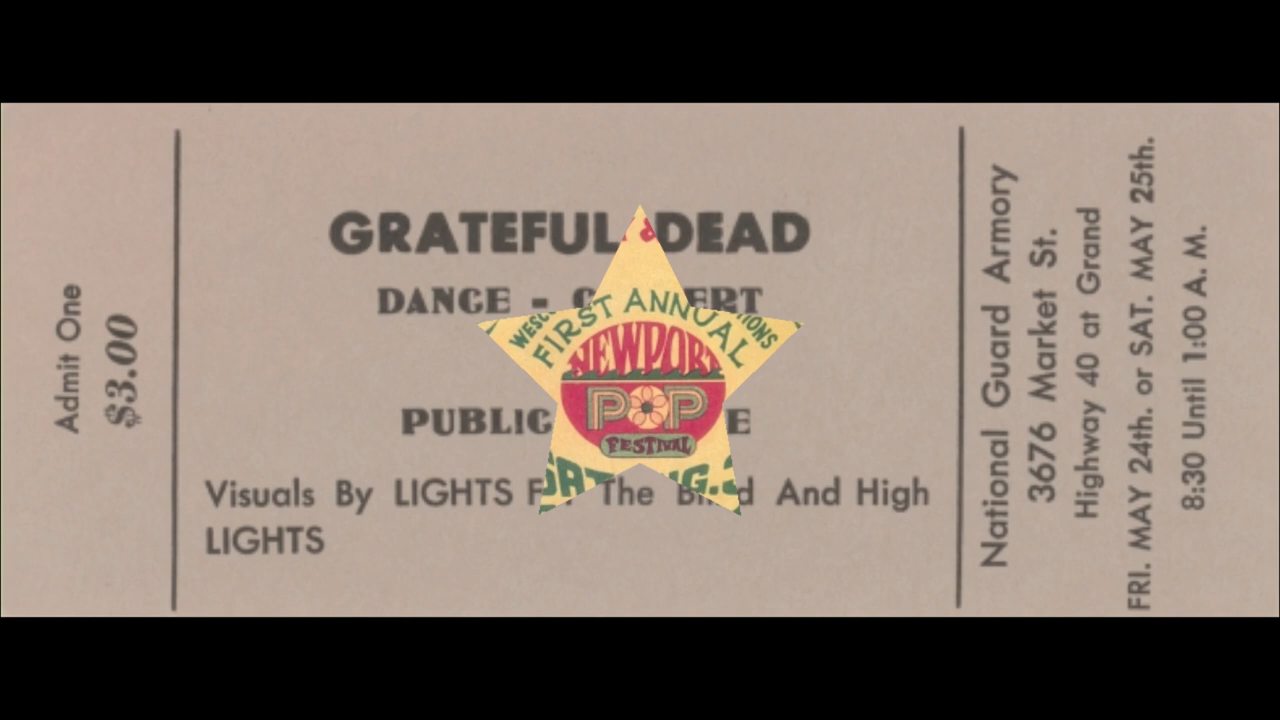 Admit One
$3.00
GRATEFUL DEAD
DANCE -
PUBLIC
Visuals By LIGHTS The And High
LIGHTS
FIRST ANNUAL
NEWPORT
POP
FESTIVAL
National Guard Armory
3676 Market St.
Highway 40 at Grand
FRI. MAY 24th. or SAT. MAY 25th.
8:30 Until 1:00 A. M.